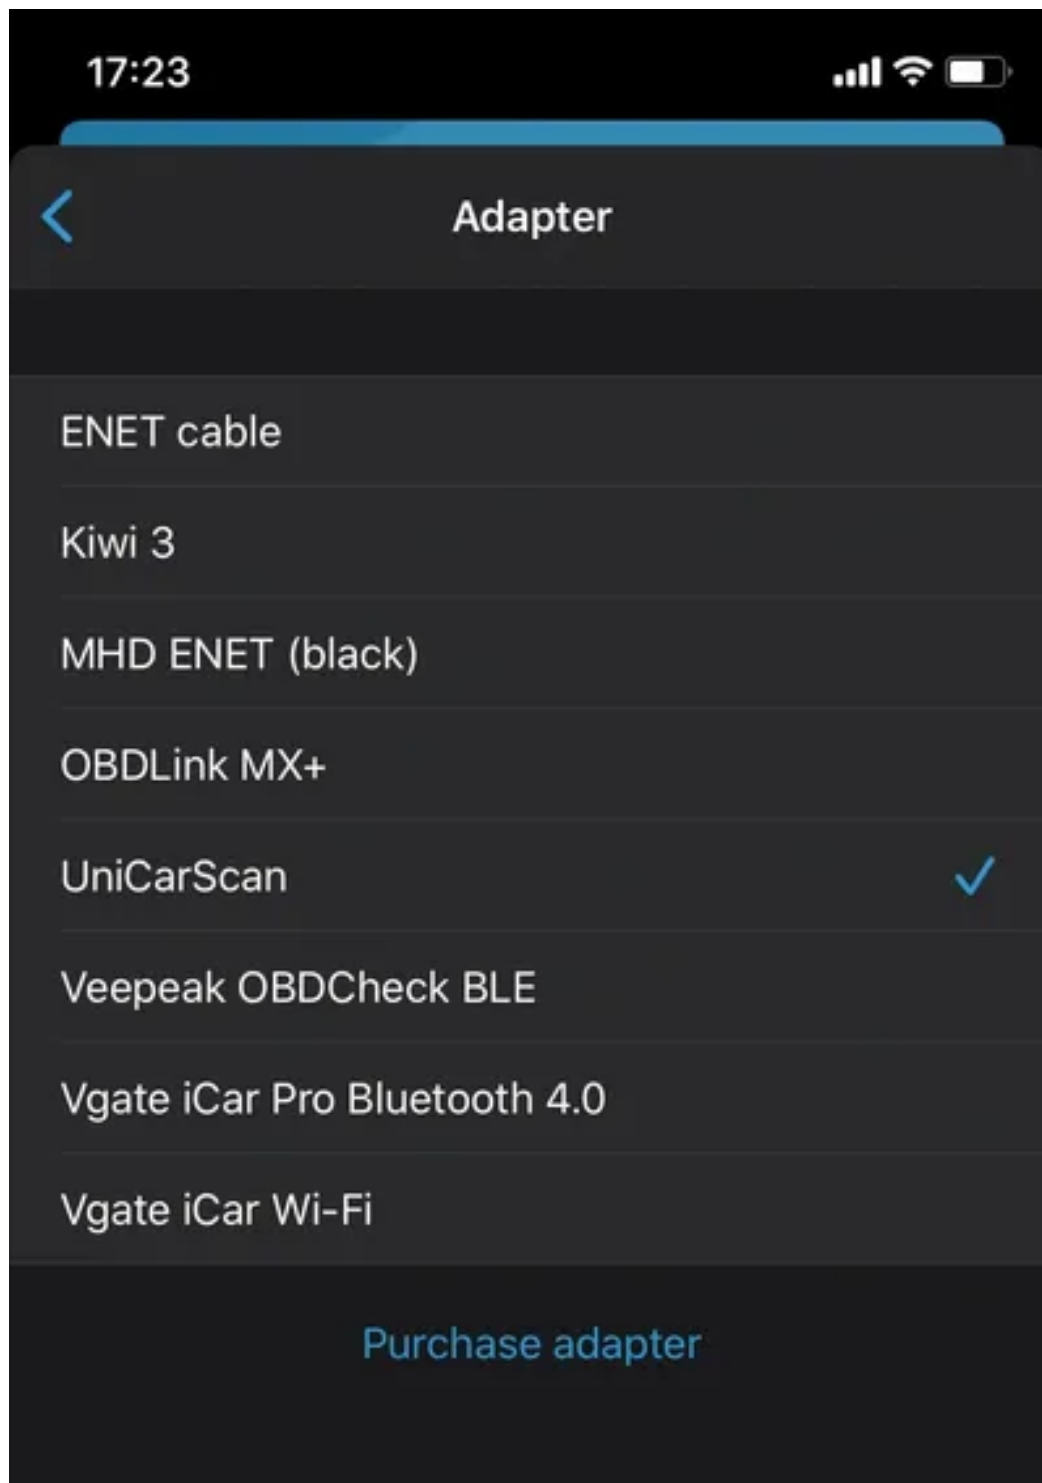 17:23
Adapter
ENET cable
Kiwi 3
MHD ENET (black)
OBDLink MX+
UniCarScan
Veepeak OBDCheck BLE
Vgate iCar Pro Bluetooth 4.0
Vgate iCar Wi-Fi
Purchase adapter